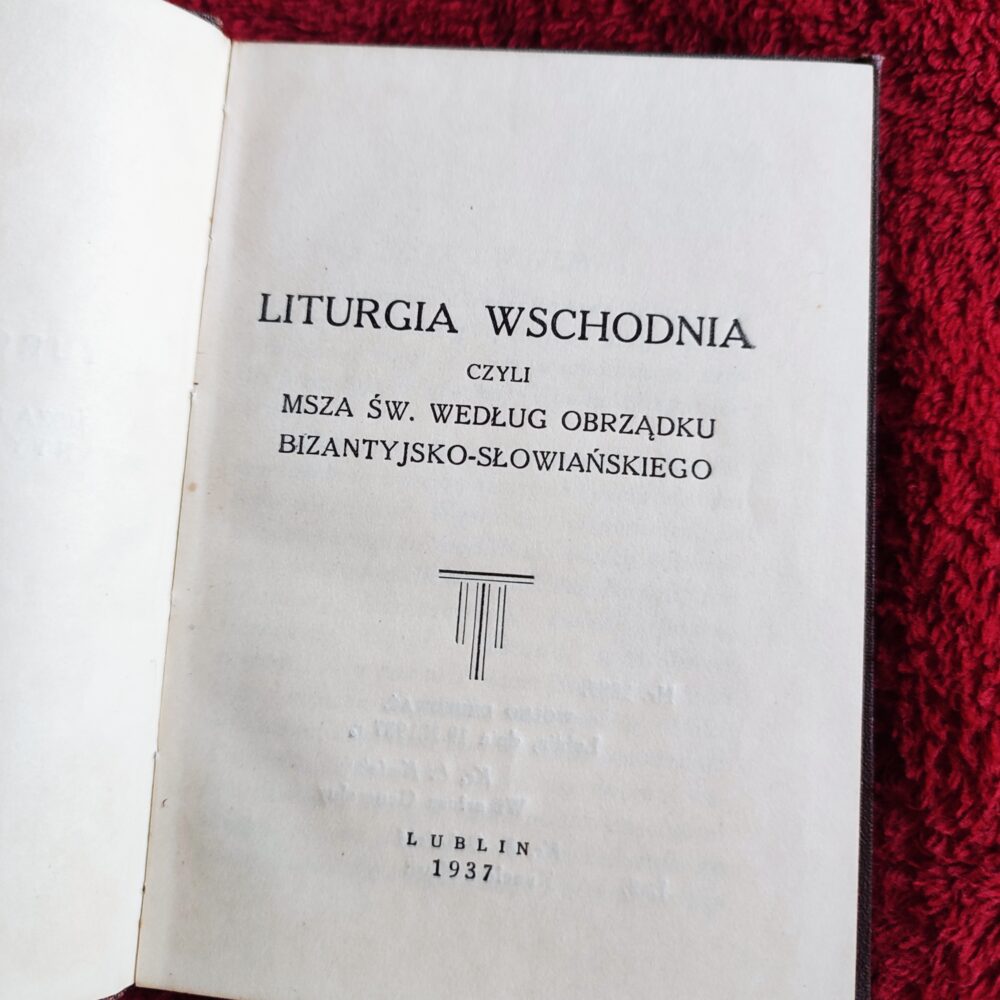 LITURGIA WSCHODNIA
CZYLI
MSZA ŚW. WEDŁUG OBRZĄDKU
BIZANTYJSKO-SŁOWIAŃSKIEGO
LUBLIN
1937